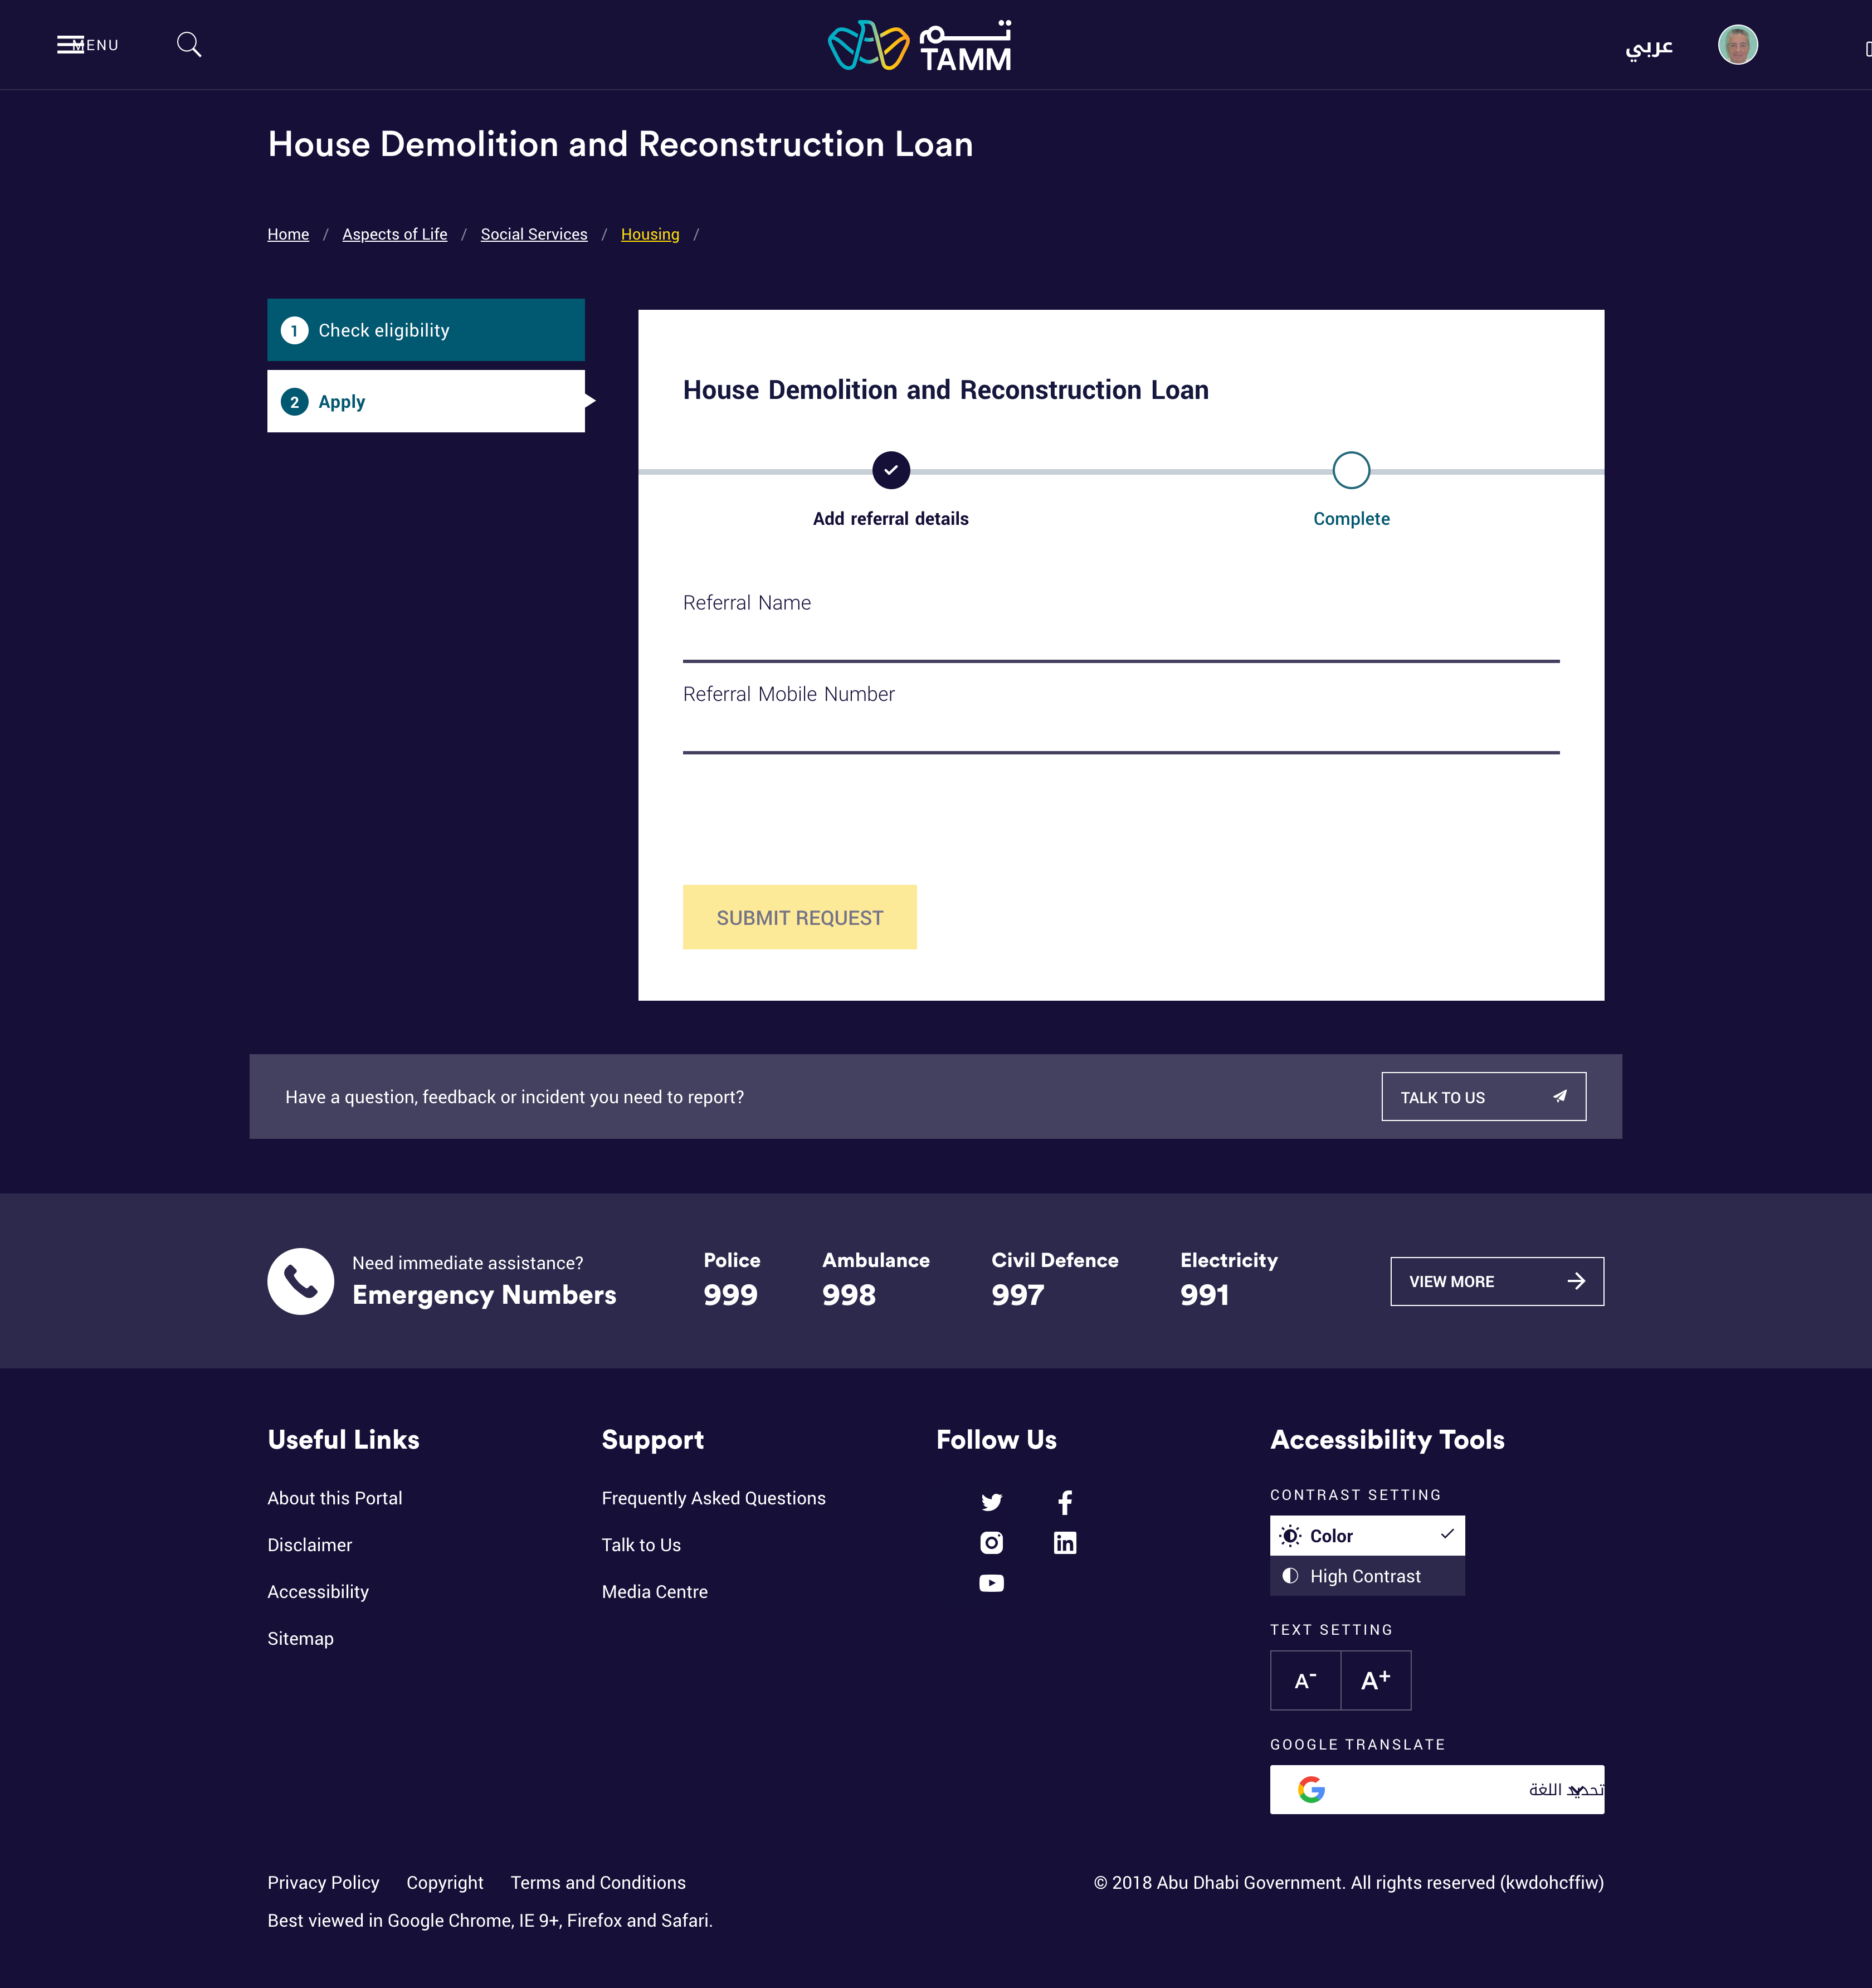 MENU
تـــم
TAMM
عربي
House Demolition and Reconstruction Loan
Home / Aspects of Life / Social Services / Housing /
1 Check eligibility
2 Apply
House Demolition and Reconstruction Loan
Add referral details
Complete
Referral Name
Referral Mobile Number
SUBMIT REQUEST
Have a question, feedback or incident you need to report?
TALK TO US
Need immediate assistance?
Emergency Numbers
Police
999
Ambulance
998
Civil Defence
997
Electricity
991
VIEW MORE
Useful Links
About this Portal
Disclaimer
Accessibility
Sitemap
Support
Frequently Asked Questions
Talk to Us
Media Centre
Follow Us
Accessibility Tools
CONTRAST SETTING
Color
High Contrast
TEXT SETTING
A-
A+
GOOGLE TRANSLATE
تحديد اللغة
Privacy Policy
Copyright
Terms and Conditions
© 2018 Abu Dhabi Government. All rights reserved (kwdohcffiw)
Best viewed in Google Chrome, IE 9+, Firefox and Safari.